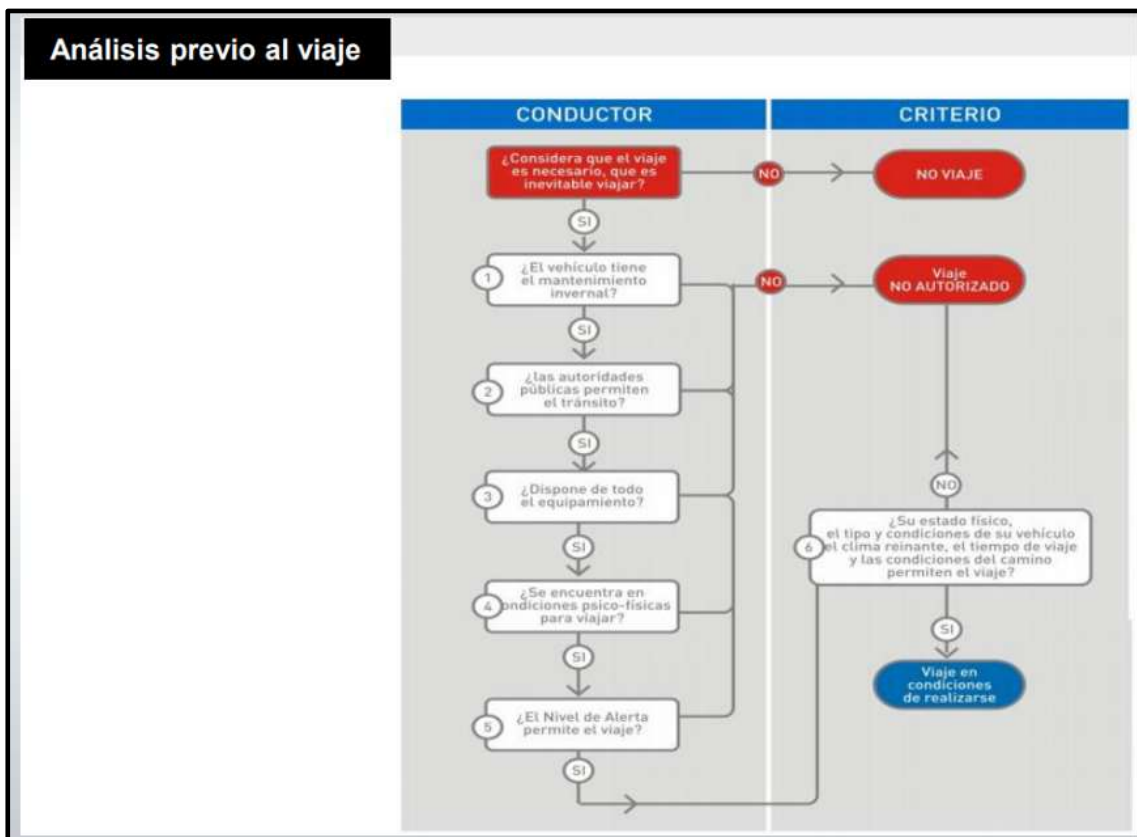 Análisis previo al viaje
CONDUCTOR
CRITERIO
¿Considera que el viaje
es necesario, que es
inevitable viajar?
NO
NO VIAJE
SI
1
¿El vehículo tiene
el mantenimiento
invernal?
NO
Viaje
NO AUTORIZADO
SI
2
¿las autoridades
públicas permiten
el tránsito?
SI
3
¿Dispone de todo
el equipamiento?
SI
4
¿Se encuentra en
condiciones psico-físicas
para viajar?
SI
5
¿El Nivel de Alerta
permite el viaje?
SI
NO
6
¿Su estado físico,
el tipo y condiciones de su vehículo
el clima reinante, el tiempo de viaje
y las condiciones del camino
permiten el viaje?
SI
Viaje en
condiciones
de realizarse